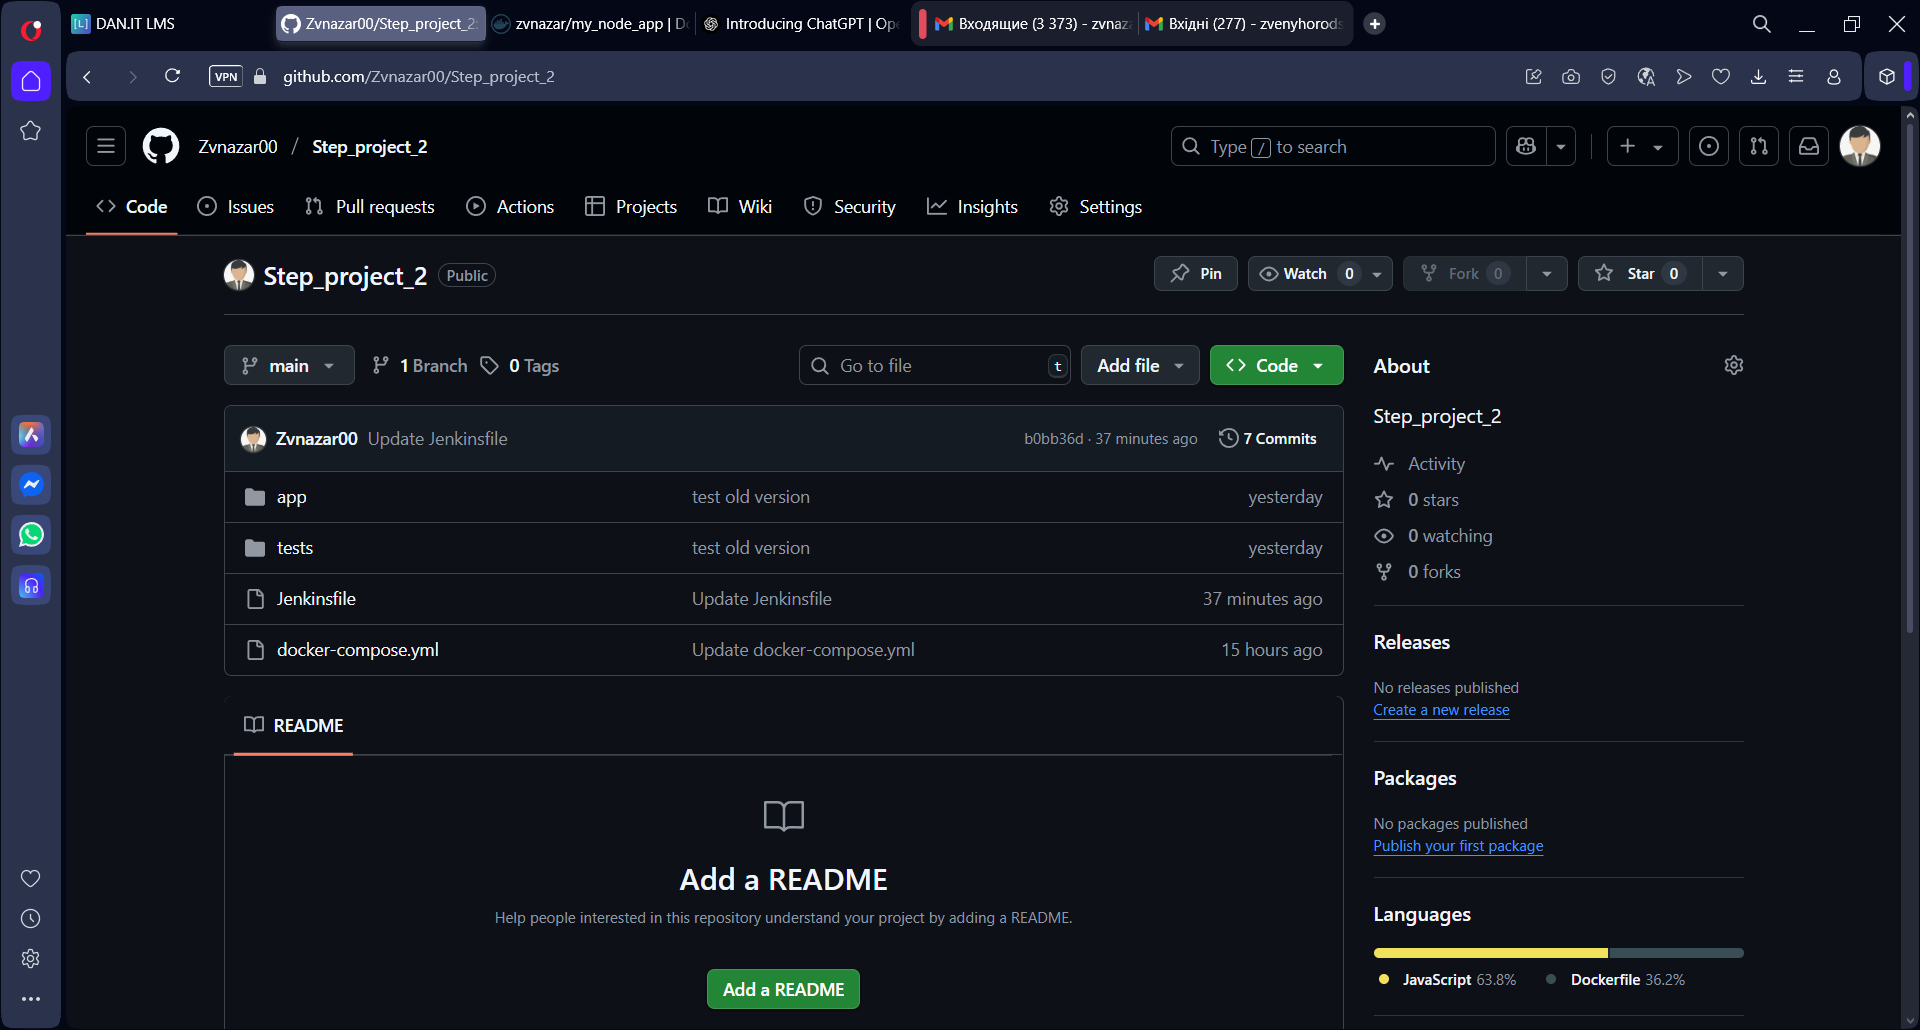 DAN.IT LMS
Zvnazar00/Step_project_2:
zvnazar/my_node_app | Do
Introducing ChatGPT | Ope
Входящие (3 373) - zvnaza
Вхідні (277) - zvenyhorods
VPN
github.com/Zvnazar00/Step_project_2
Zvnazar00 / Step_project_2
Type / to search
Code
Issues
Pull requests
Actions
Projects
Wiki
Security
Insights
Settings
Step_project_2 Public
Pin
Watch 0
Fork 0
Star 0
main
1 Branch
0 Tags
Go to file t
Add file
Code
Zvnazar00 Update Jenkinsfile b0bb36d · 37 minutes ago 7 Commits
app test old version yesterday
tests test old version yesterday
Jenkinsfile Update Jenkinsfile 37 minutes ago
docker-compose.yml Update docker-compose.yml 15 hours ago
README
Add a README
Help people interested in this repository understand your project by adding a README.
Add a README
About
Step_project_2
Activity
0 stars
0 watching
0 forks
Releases
No releases published
Create a new release
Packages
No packages published
Publish your first package
Languages
JavaScript 63.8% Dockerfile 36.2%